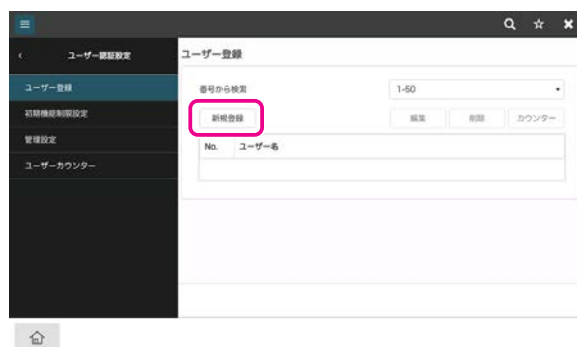 ユーザー認証設定
ユーザー登録
ユーザー登録
初期機能制限設定
管理設定
ユーザーカウンター
番号から検索
1-50
新規登録
編集
削除
カウンター
No.
ユーザー名